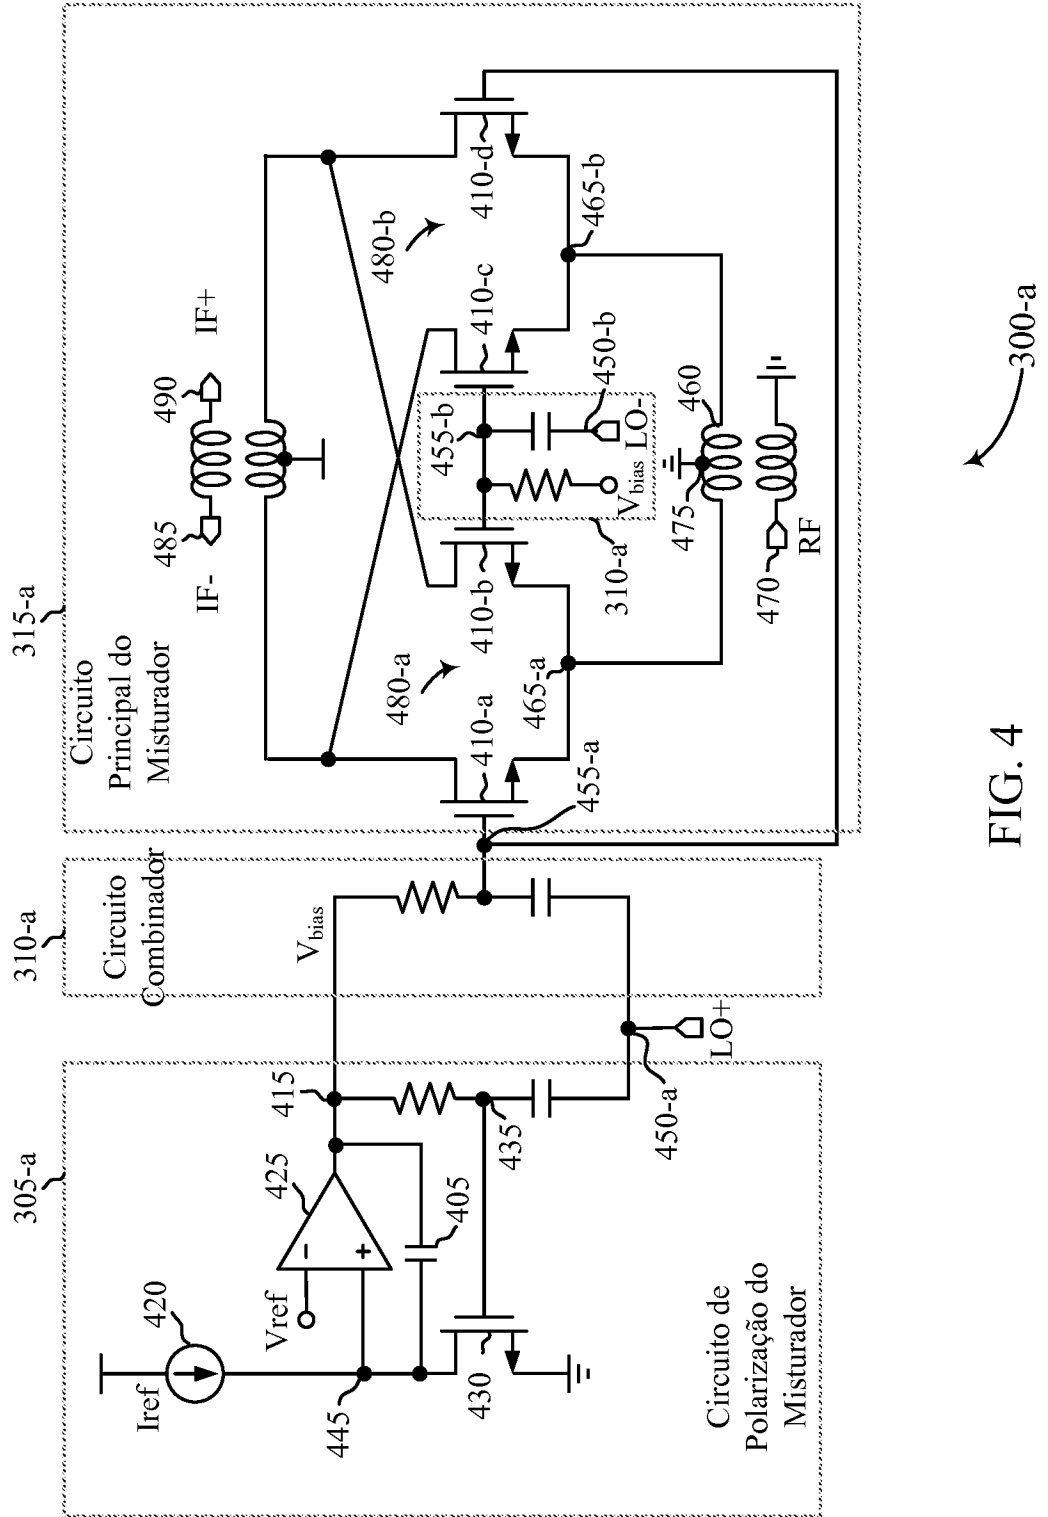 305-a
310-a
315-a
Circuito
Combinador
Circuito
Principal do
Misturador
420
Iref
425
415
Vref
−
+
405
445
430
435
450-a
LO+
Circuito de
Polarização do
Misturador
V bias
455-a
IF-
485
490
IF+
480-a
480-b
410-a
410-b
410-c
410-d
455-b
V bias
LO-
450-b
310-a
465-a
465-b
475
460
470
RF
300-a
FIG. 4